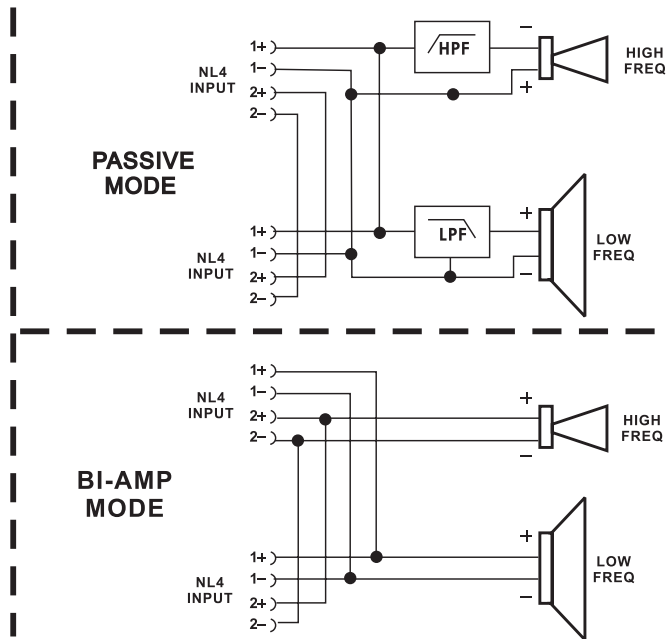 1+
1−
2+
2−
NL4
INPUT
HPF
−
+
HIGH
FREQ
PASSIVE
MODE
1+
1−
2+
2−
NL4
INPUT
LPF
+
−
LOW
FREQ
1+
1−
2+
2−
NL4
INPUT
+
−
HIGH
FREQ
BI-AMP
MODE
1+
1−
2+
2−
NL4
INPUT
+
−
LOW
FREQ